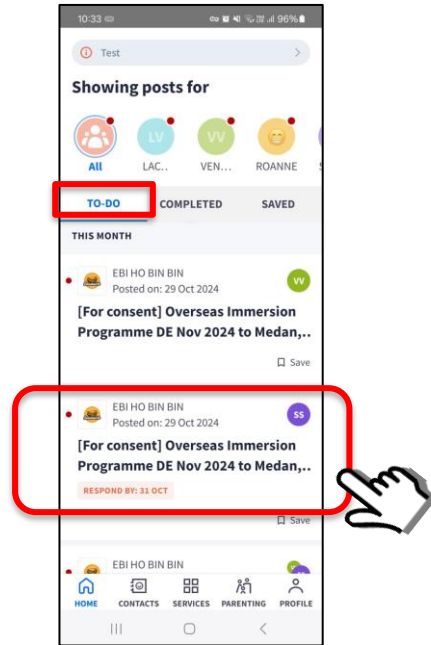 10:33 96%
Test
Showing posts for
LV VV
All LAC.. VEN... ROANNE
TO-DO COMPLETED SAVED
THIS MONTH
EBI HO BIN BIN
Posted on: 29 Oct 2024
VV
[For consent] Overseas Immersion
Programme DE Nov 2024 to Medan,..
Save
EBI HO BIN BIN
Posted on: 29 Oct 2024
SS
[For consent] Overseas Immersion
Programme DE Nov 2024 to Medan,..
RESPOND BY: 31 OCT
Save
EBI HO BIN BIN
HOME CONTACTS SERVICES PARENTING PROFILE